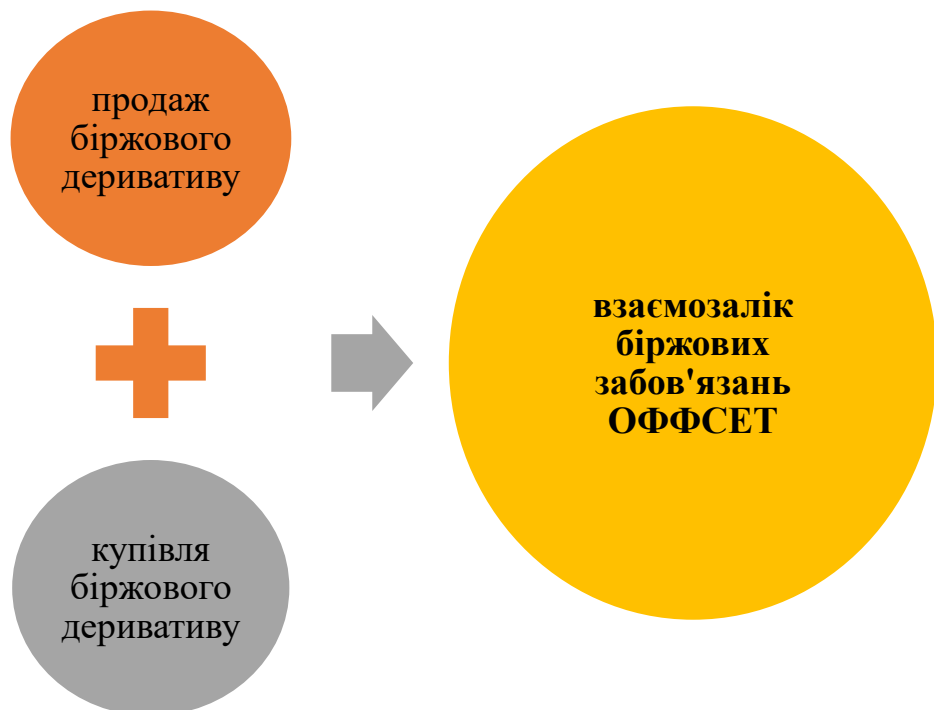 продаж
біржового
деривативу
купівля
біржового
деривативу
взаємозалік
біржових
забов'язань
ОФФСЕТ